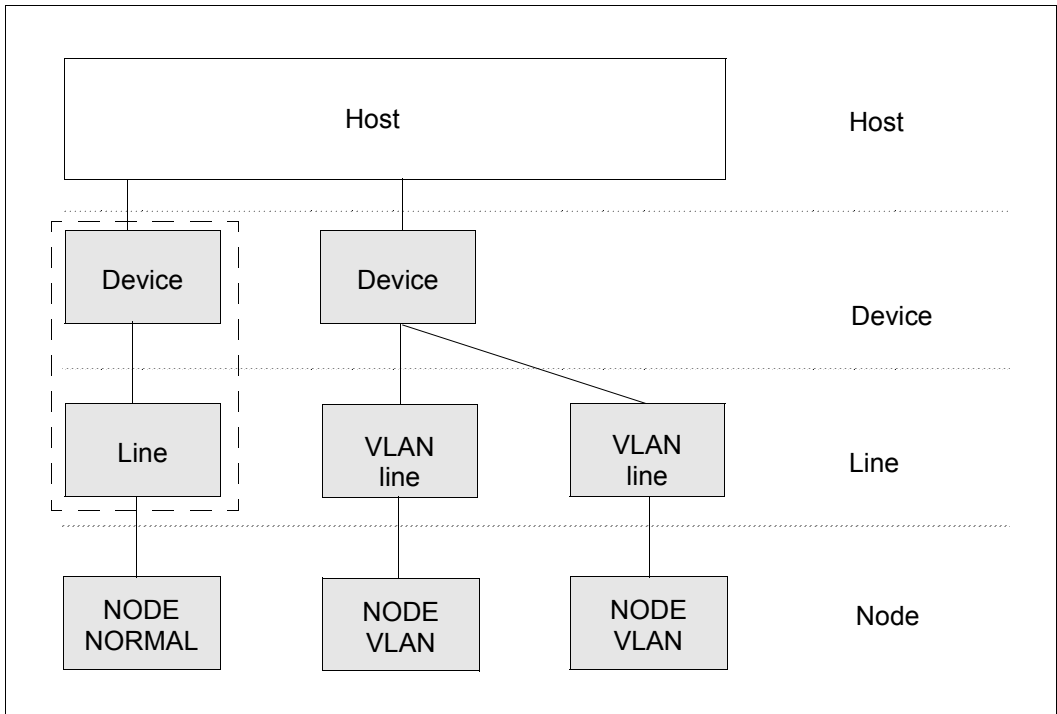 Host
Host
Device
Device
Device
Line
VLAN
line
VLAN
line
Line
NODE
NORMAL
NODE
VLAN
NODE
VLAN
Node